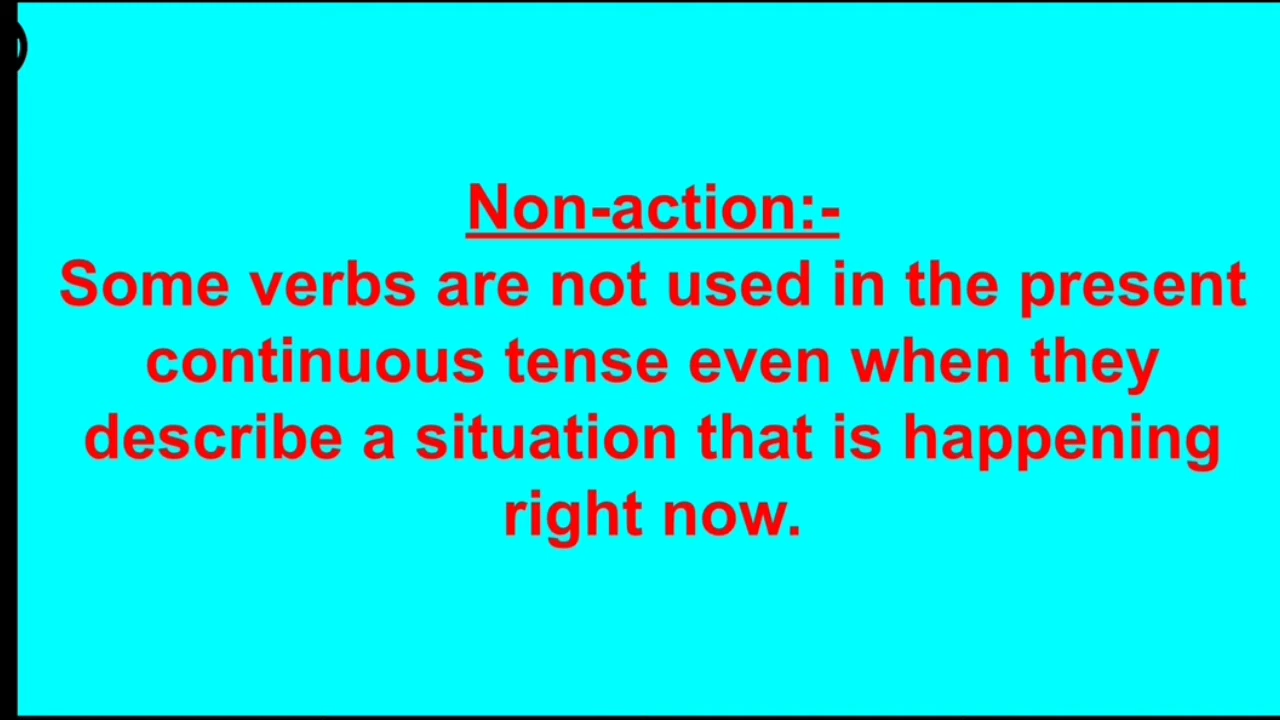 Non-action:-
Some verbs are not used in the present
continuous tense even when they
describe a situation that is happening
right now.